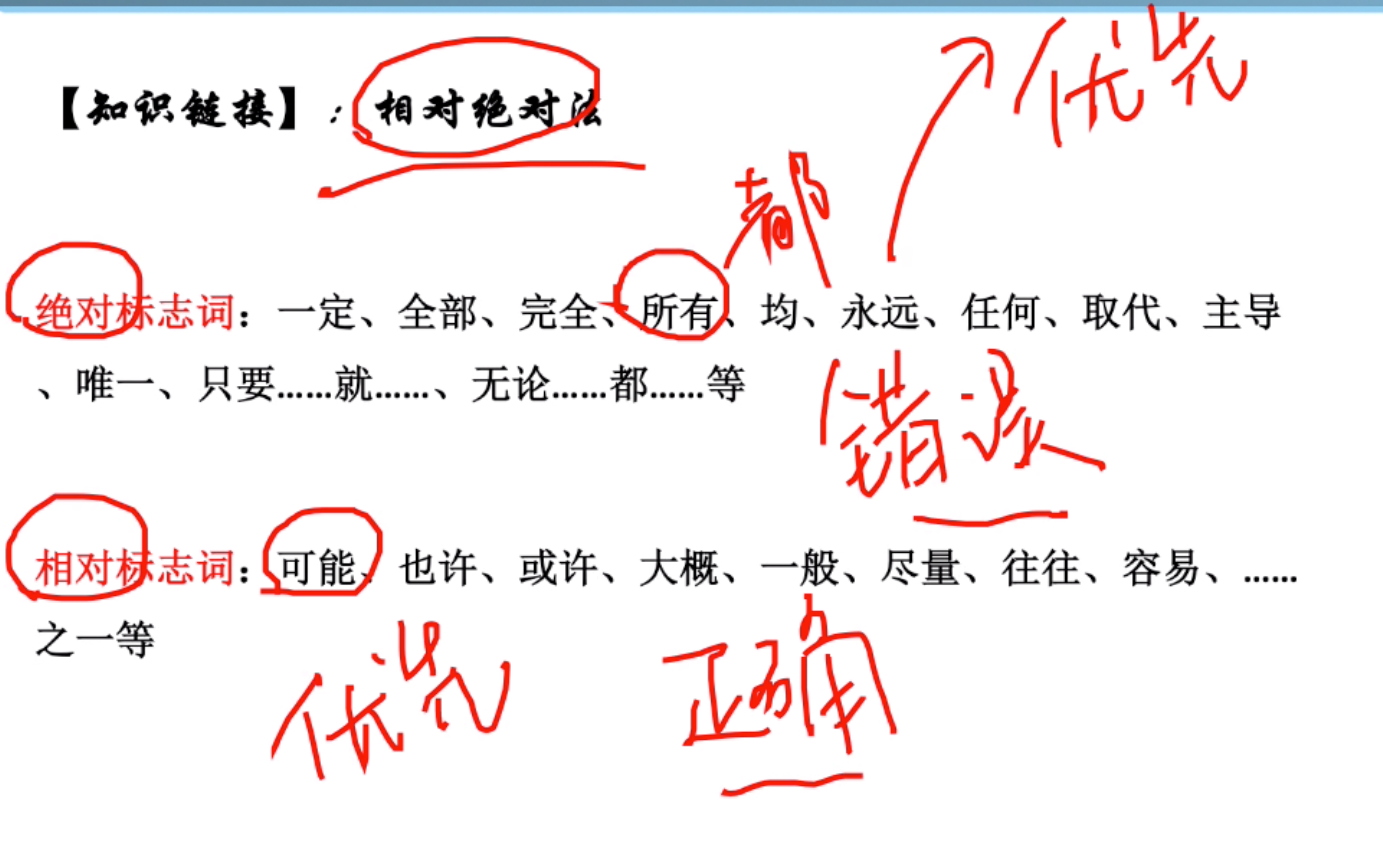 优先
【知识链接】：相对绝对法
都
绝对标志词：一定、全部、完全、所有、均、永远、任何、取代、主导
、唯一、只要……就……、无论……都……等
错误
相对标志词：可能、也许、或许、大概、一般、尽量、往往、容易、……
之一等
优先
正确